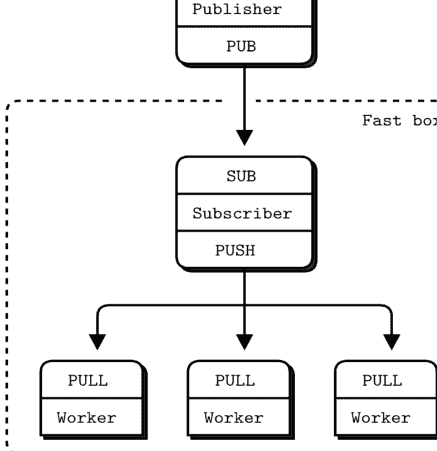 Publisher
PUB
Fast box
SUB
Subscriber
PUSH
PULL PULL PULL
Worker Worker Worker